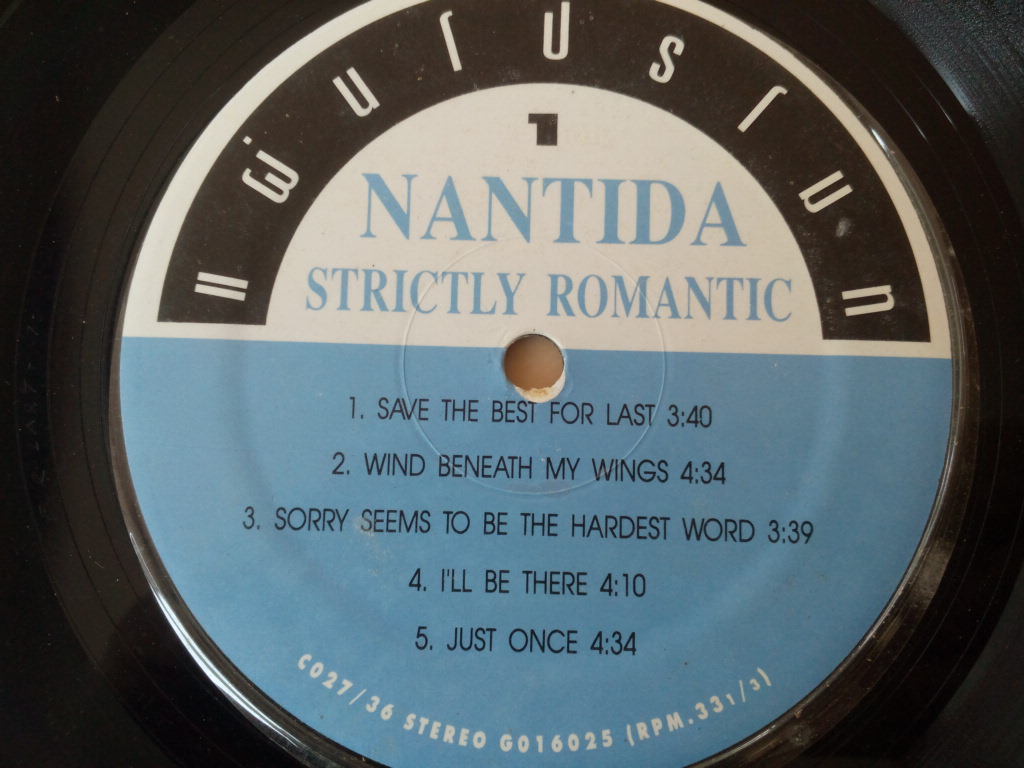 1
NANTIDA
STRICTLY ROMANTIC
1. SAVE THE BEST FOR LAST 3:40
2. WIND BENEATH MY WINGS 4:34
3. SORRY SEEMS TO BE THE HARDEST WORD 3:39
4. I'LL BE THERE 4:10
5. JUST ONCE 4:34
C027/36 STEREO G016025 (RPM.331/3)